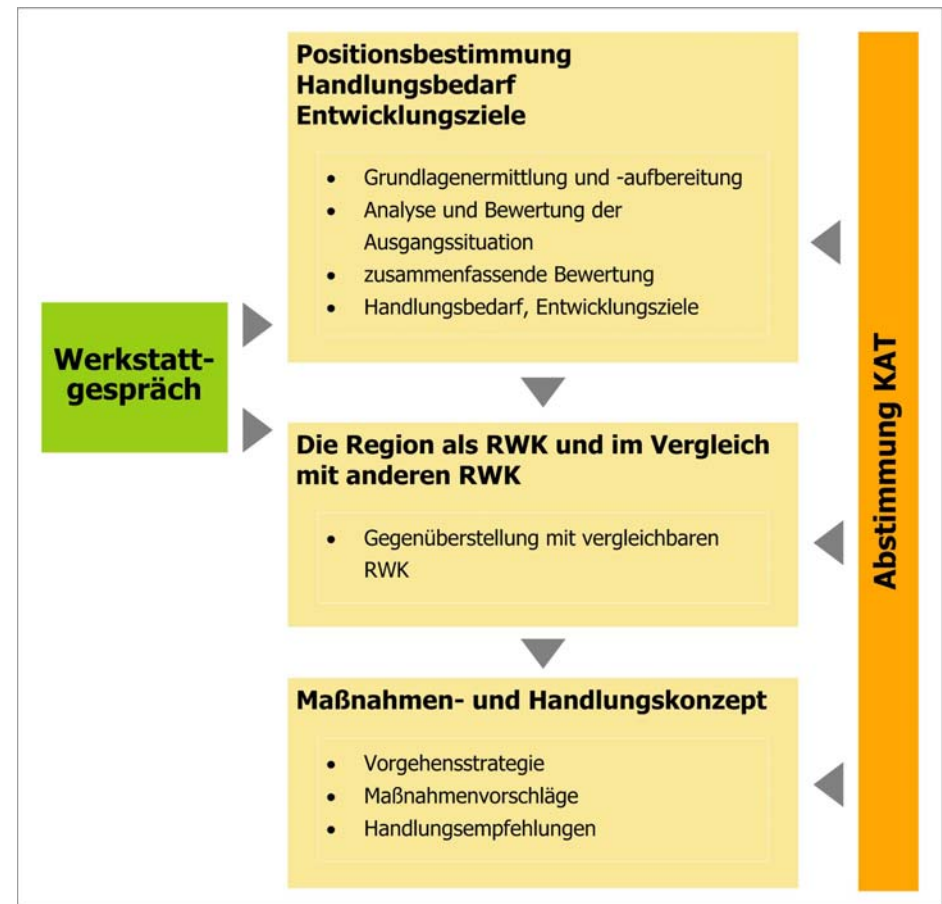 Positionsbestimmung
Handlungsbedarf
Entwicklungsziele
• Grundlagenermittlung und -aufbereitung
• Analyse und Bewertung der
Ausgangssituation
• zusammenfassende Bewertung
• Handlungsbedarf, Entwicklungsziele
Werkstatt-
gespräch
Die Region als RWK und im Vergleich
mit anderen RWK
• Gegenüberstellung mit vergleichbaren
RWK
Maßnahmen- und Handlungskonzept
• Vorgehensstrategie
• Maßnahmenvorschläge
• Handlungsempfehlungen
Abstimmung KAT